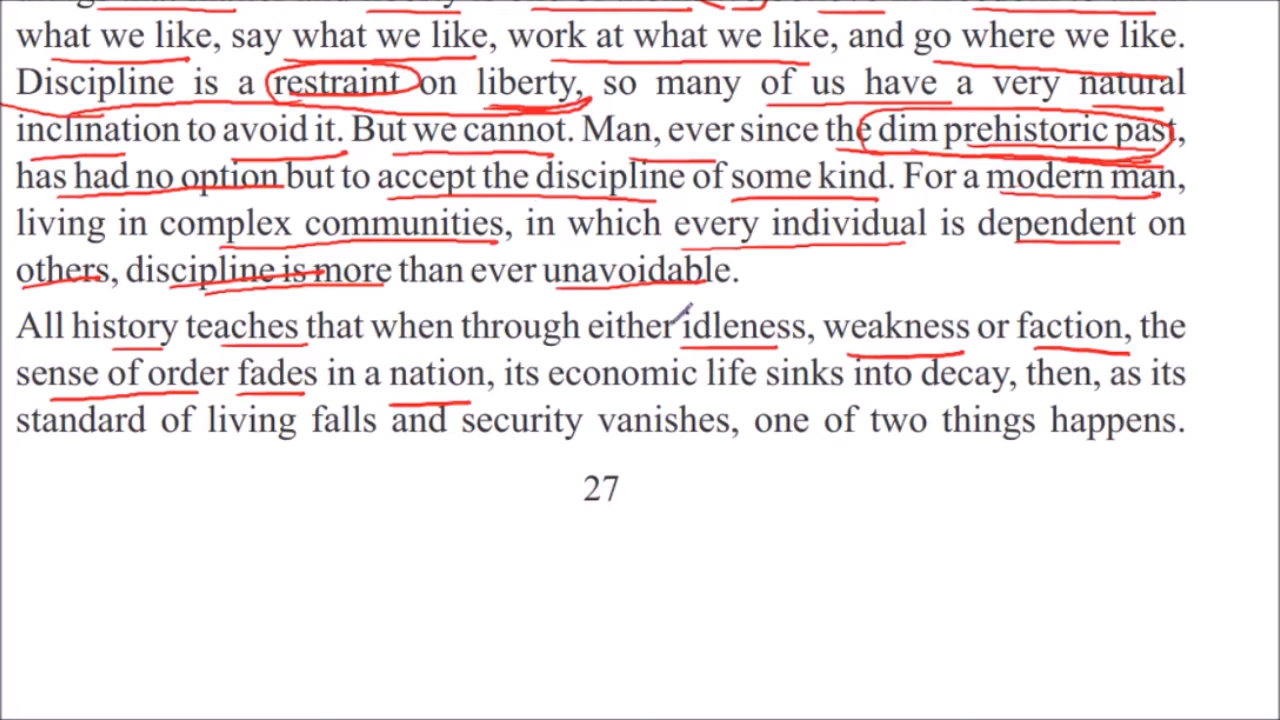 what we like, say what we like, work at what we like, and go where we like.
Discipline is a restraint on liberty, so many of us have a very natural
inclination to avoid it. But we cannot. Man, ever since the dim prehistoric past,
has had no option but to accept the discipline of some kind. For a modern man,
living in complex communities, in which every individual is dependent on
others, discipline is more than ever unavoidable.
All history teaches that when through either idleness, weakness or faction, the
sense of order fades in a nation, its economic life sinks into decay, then, as its
standard of living falls and security vanishes, one of two things happens.
27